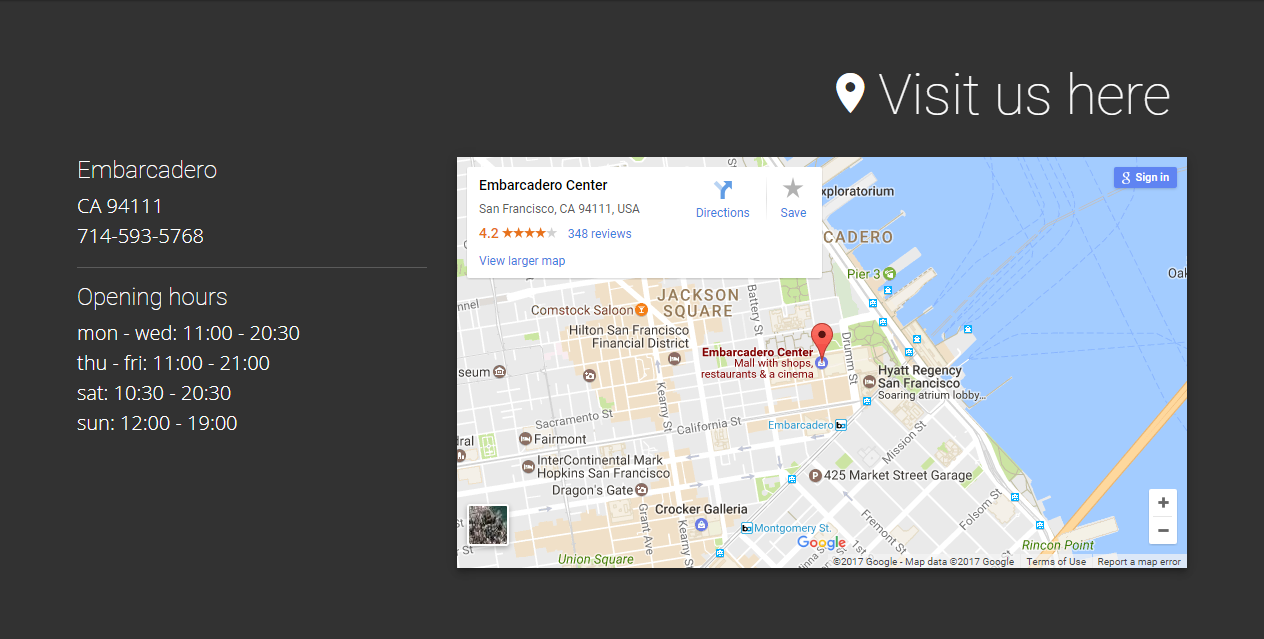 Visit us here
Embarcadero
CA 94111
714-593-5768
Opening hours
mon - wed: 11:00 - 20:30
thu - fri: 11:00 - 21:00
sat: 10:30 - 20:30
sun: 12:00 - 19:00
Embarcadero Center
San Francisco, CA 94111, USA
4.2
348 reviews
View larger map
Directions
Save
Sign in
xploratorium
CADERO
Pier 3
Oak
JACKSON
SQUARE
Battery St
Comstock Saloon
Hilton San Francisco
Financial District
Embarcadero Center
Mall with shops,
restaurants & a cinema
Drumm St
Hyatt Regency
San Francisco
Soaring atrium lobby...
seum
Kearny St
Sacramento St
California St
Embarcadero
Mission St
Fairmont
InterContinental Mark
Hopkins San Francisco
Dragon's Gate
425 Market Street Garage
Crocker Galleria
Grant Ave
Kearny St
Montgomery St.
Fremont St
Folsom St
1st
Minna
Union Square
Rincon Point
Google
©2017 Google - Map data ©2017 Google
Terms of Use
Report a map error